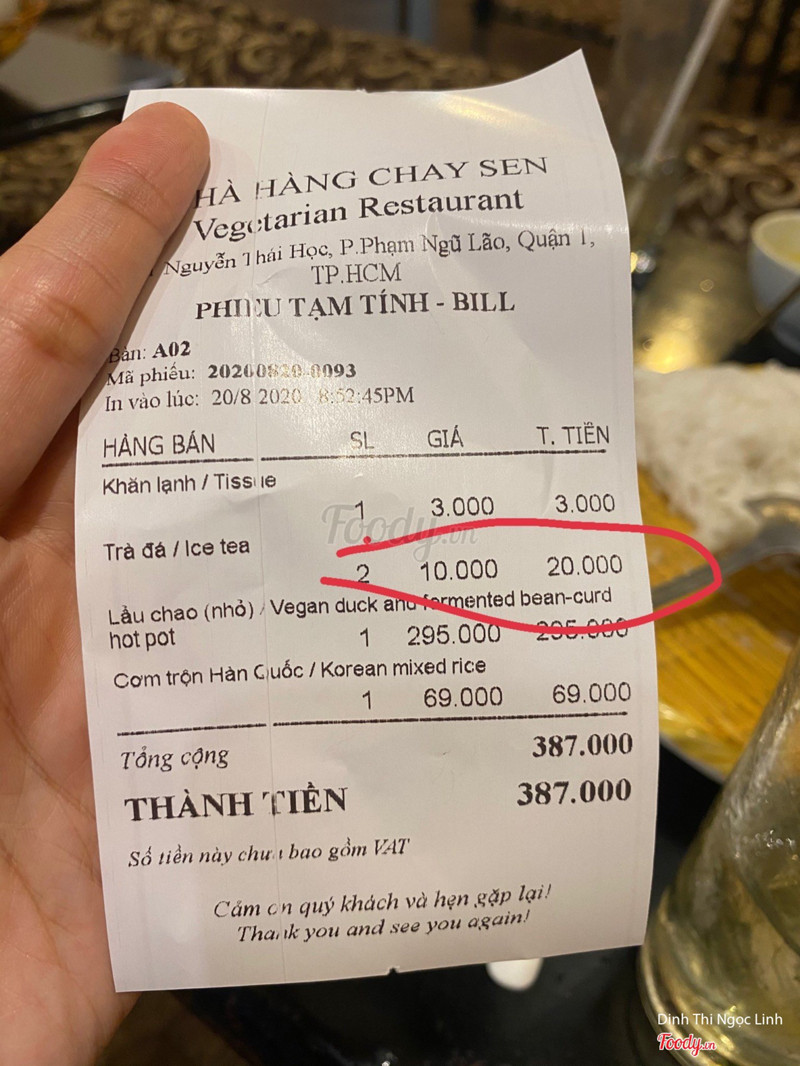 HÀ HÀNG CHAY SEN
Vegetarian Restaurant
Nguyễn Thái Học, P.Phạm Ngũ Lão, Quận 1,
TP.HCM
PHIẾU TẠM TÍNH - BILL
Bàn: A02
Mã phiếu: 20200820-0093
In vào lúc: 20/8 2020 8:52:45PM
HÀNG BÁN SL GIÁ T. TIỀN
Khăn lạnh / Tissue
1 3.000 3.000
Foody.vn
Trà đá / Ice tea
2 10.000 20.000
Lẩu chao (nhỏ) / Vegan duck and fermented bean-curd
hot pot 1 295.000 295.000
Cơm trộn Hàn Quốc / Korean mixed rice
1 69.000 69.000
Tổng cộng 387.000
THÀNH TIỀN 387.000
Số tiền này chưa bao gồm VAT
Cảm ơn quý khách và hẹn gặp lại!
Thank you and see you again!
Dinh Thi Ngọc Linh
Foody.vn